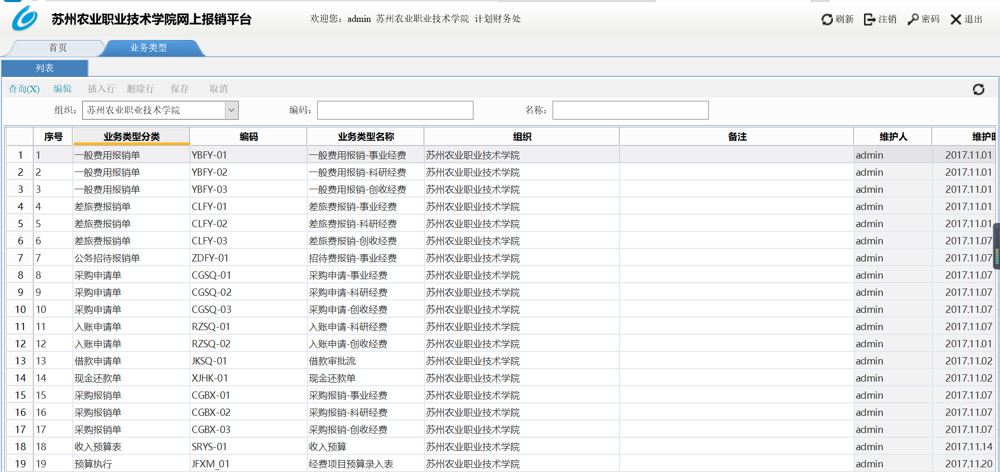 苏州农业职业技术学院网上报销平台 欢迎您：admin 苏州农业职业技术学院 计划财务处 刷新 注销 密码 退出
首页 业务类型
列表
查询(X) 编辑 插入行 删除行 保存 取消
组织： 苏州农业职业技术学院 编码： 名称：
序号 业务类型分类 编码 业务类型名称 组织 备注 维护人 维护时
1 1 一般费用报销单 YBFY-01 一般费用报销-事业经费 苏州农业职业技术学院 admin 2017.11.01
2 2 一般费用报销单 YBFY-02 一般费用报销-科研经费 苏州农业职业技术学院 admin 2017.11.01
3 3 一般费用报销单 YBFY-03 一般费用报销-创收经费 苏州农业职业技术学院 admin 2017.11.01
4 4 差旅费报销单 CLFY-01 差旅费报销-事业经费 苏州农业职业技术学院 admin 2017.11.01
5 5 差旅费报销单 CLFY-02 差旅费报销-科研经费 苏州农业职业技术学院 admin 2017.11.01
6 6 差旅费报销单 CLFY-03 差旅费报销-创收经费 苏州农业职业技术学院 admin 2017.11.07
7 7 公务招待报销单 ZDFY-01 招待费报销-事业经费 苏州农业职业技术学院 admin 2017.11.07
8 8 采购申请单 CGSQ-01 采购申请-事业经费 苏州农业职业技术学院 admin 2017.11.07
9 9 采购申请单 CGSQ-02 采购申请-科研经费 苏州农业职业技术学院 admin 2017.11.07
10 10 采购申请单 CGSQ-03 采购申请-创收经费 苏州农业职业技术学院 admin 2017.11.07
11 11 入账申请单 RZSQ-01 入账申请-科研经费 苏州农业职业技术学院 admin 2017.11.07
12 12 入账申请单 RZSQ-02 入账申请-创收经费 苏州农业职业技术学院 admin 2017.11.01
13 13 借款申请单 JKSQ-01 借款审批流 苏州农业职业技术学院 admin 2017.11.02
14 14 现金还款单 XJHK-01 现金还款单 苏州农业职业技术学院 admin 2017.11.02
15 15 采购报销单 CGBX-01 采购报销-事业经费 苏州农业职业技术学院 admin 2017.11.07
16 16 采购报销单 CGBX-02 采购报销-科研经费 苏州农业职业技术学院 admin 2017.11.07
17 17 采购报销单 CGBX-03 采购报销-创收经费 苏州农业职业技术学院 admin 2017.11.07
18 18 收入预算表 SRYS-01 收入预算 苏州农业职业技术学院 admin 2017.11.14
19 19 预算执行 JFXM_01 经费项目预算录入表 苏州农业职业技术学院 admin 2017.11.20